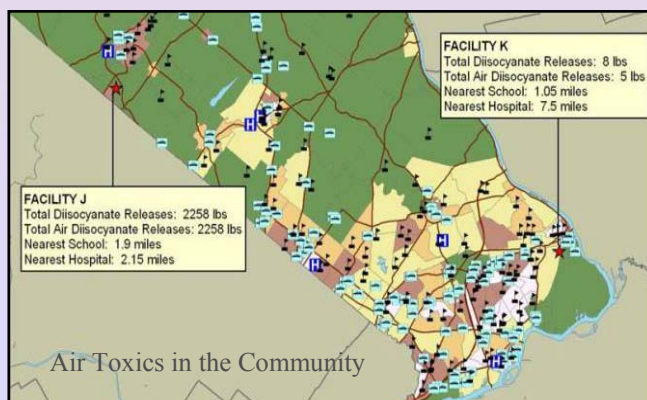 FACILITY K
Total Diisocyanate Releases: 8 lbs
Total Air Diisocyanate Releases: 5 lbs
Nearest School: 1.05 miles
Nearest Hospital: 7.5 miles
FACILITY J
Total Diisocyanate Releases: 2258 lbs
Total Air Diisocyanate Releases: 2258 lbs
Nearest School: 1.9 miles
Nearest Hospital: 2.15 miles
H
H
H
H
H
H
Air Toxics in the Community